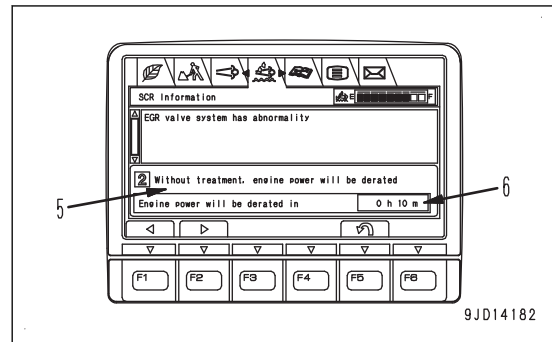 SCR Information
E F
EGR valve system has abnormality
2 Without treatment, engine power will be derated
Engine power will be derated in 0 h 10 m
5
6
F1 F2 F3 F4 F5 F6
9JD14182